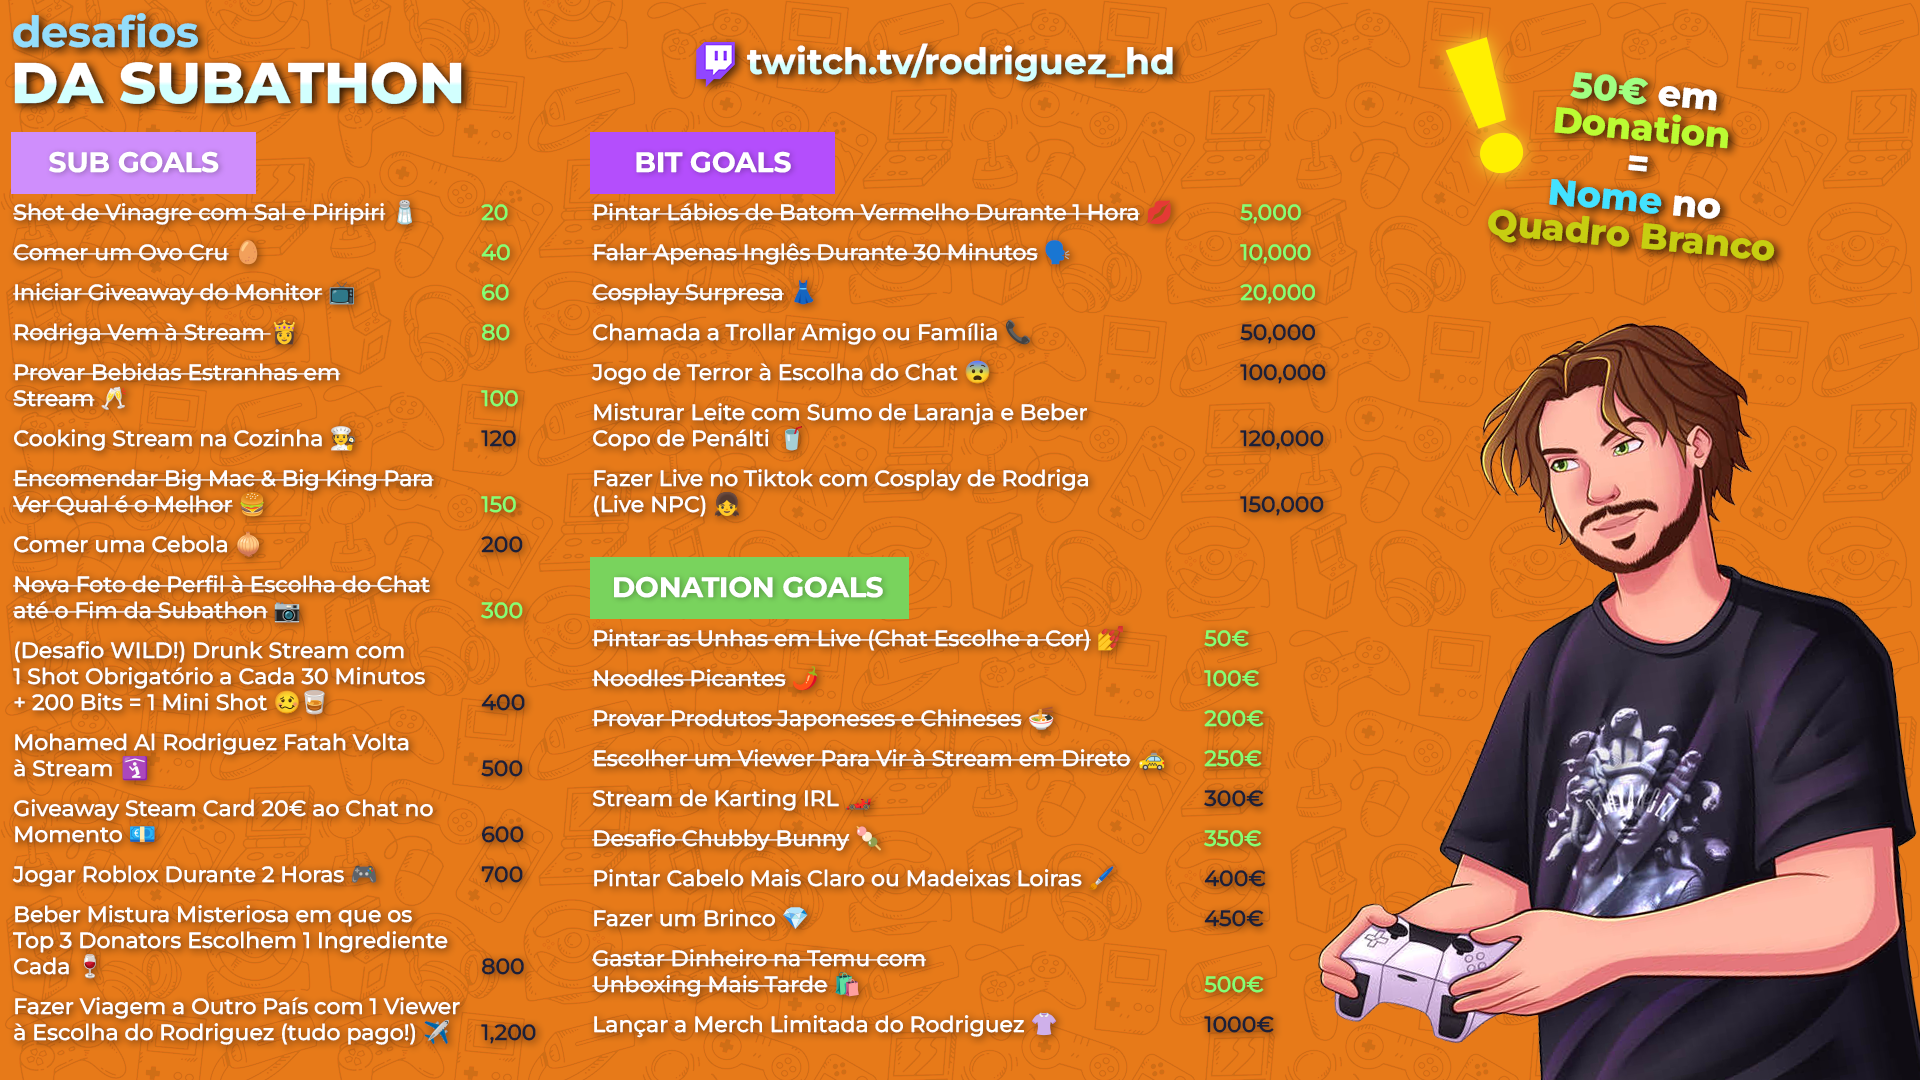 desafios
DA SUBATHON
twitch.tv/rodriguez_hd
50€ em
Donation
=
Nome no
Quadro Branco
SUB GOALS
Shot de Vinagre com Sal e Piripiri 🧂 20
Comer um Ovo Cru 🥚 40
Iniciar Giveaway do Monitor 📺 60
Rodriga Vem à Stream 👸 80
Provar Bebidas Estranhas em
Stream 🥂 100
Cooking Stream na Cozinha 👨‍🍳 120
Encomendar Big Mac & Big King Para
Ver Qual é o Melhor 🍔 150
Comer uma Cebola 🧅 200
Nova Foto de Perfil à Escolha do Chat
até o Fim da Subathon 📷 300
(Desafio WILD!) Drunk Stream com
1 Shot Obrigatório a Cada 30 Minutos
+ 200 Bits = 1 Mini Shot 🥴🥃 400
Mohamed Al Rodriguez Fatah Volta
à Stream 🛐 500
Giveaway Steam Card 20€ ao Chat no
Momento 💶 600
Jogar Roblox Durante 2 Horas 🎮 700
Beber Mistura Misteriosa em que os
Top 3 Donators Escolhem 1 Ingrediente
Cada 🍷 800
Fazer Viagem a Outro País com 1 Viewer
à Escolha do Rodriguez (tudo pago!) ✈️ 1,200
BIT GOALS
Pintar Lábios de Batom Vermelho Durante 1 Hora 💋 5,000
Falar Apenas Inglês Durante 30 Minutos 🗣️ 10,000
Cosplay Surpresa 👗 20,000
Chamada a Trollar Amigo ou Família 📞 50,000
Jogo de Terror à Escolha do Chat 😨 100,000
Misturar Leite com Sumo de Laranja e Beber
Copo de Penálti 🥤 120,000
Fazer Live no Tiktok com Cosplay de Rodriga
(Live NPC) 👧 150,000
DONATION GOALS
Pintar as Unhas em Live (Chat Escolhe a Cor) 💅 50€
Noodles Picantes 🌶️ 100€
Provar Produtos Japoneses e Chineses 🍜 200€
Escolher um Viewer Para Vir à Stream em Direto 🚕 250€
Stream de Karting IRL 🏎️ 300€
Desafio Chubby Bunny 🍡 350€
Pintar Cabelo Mais Claro ou Madeixas Loiras 🖌️ 400€
Fazer um Brinco 💎 450€
Gastar Dinheiro na Temu com
Unboxing Mais Tarde 🛍️ 500€
Lançar a Merch Limitada do Rodriguez 👚 1000€